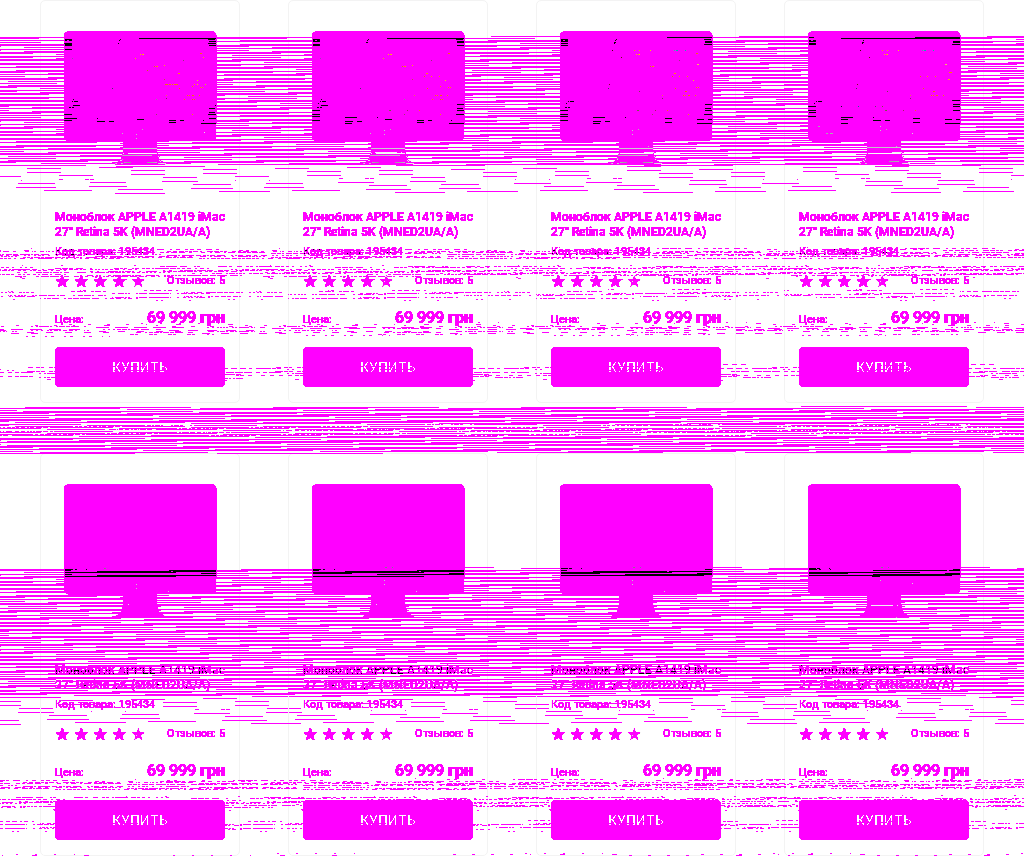 Моноблок APPLE A1419 iMac
27" Retina 5K (MNED2UA/A)
Код товара: 195434
Отзывов: 5
Цена: 69 999 грн
КУПИТЬ
Моноблок APPLE A1419 iMac
27" Retina 5K (MNED2UA/A)
Код товара: 195434
Отзывов: 5
Цена: 69 999 грн
КУПИТЬ
Моноблок APPLE A1419 iMac
27" Retina 5K (MNED2UA/A)
Код товара: 195434
Отзывов: 5
Цена: 69 999 грн
КУПИТЬ
Моноблок APPLE A1419 iMac
27" Retina 5K (MNED2UA/A)
Код товара: 195434
Отзывов: 5
Цена: 69 999 грн
КУПИТЬ
Моноблок APPLE A1419 iMac
27" Retina 5K (MNED2UA/A)
Код товара: 195434
Отзывов: 5
Цена: 69 999 грн
КУПИТЬ
Моноблок APPLE A1419 iMac
27" Retina 5K (MNED2UA/A)
Код товара: 195434
Отзывов: 5
Цена: 69 999 грн
КУПИТЬ
Моноблок APPLE A1419 iMac
27" Retina 5K (MNED2UA/A)
Код товара: 195434
Отзывов: 5
Цена: 69 999 грн
КУПИТЬ
Моноблок APPLE A1419 iMac
27" Retina 5K (MNED2UA/A)
Код товара: 195434
Отзывов: 5
Цена: 69 999 грн
КУПИТЬ